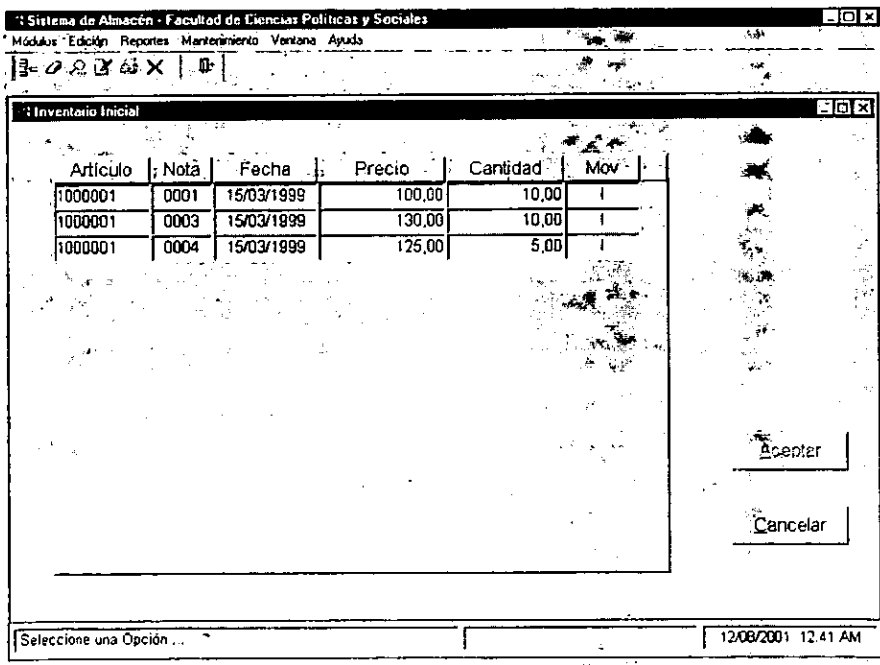 Sistema de Almacén - Facultad de Ciencias Políticas y Sociales
Módulos Edición Reportes Mantenimiento Ventana Ayuda
Inventario Inicial
Artículo Nota Fecha Precio Cantidad Mov
1000001 0001 15/03/1999 100,00 10,00 I
1000001 0003 15/03/1999 130,00 10,00 I
1000001 0004 15/03/1999 125,00 5,00 I
Aceptar
Cancelar
Seleccione una Opción ... 12/08/2001 12:41 AM